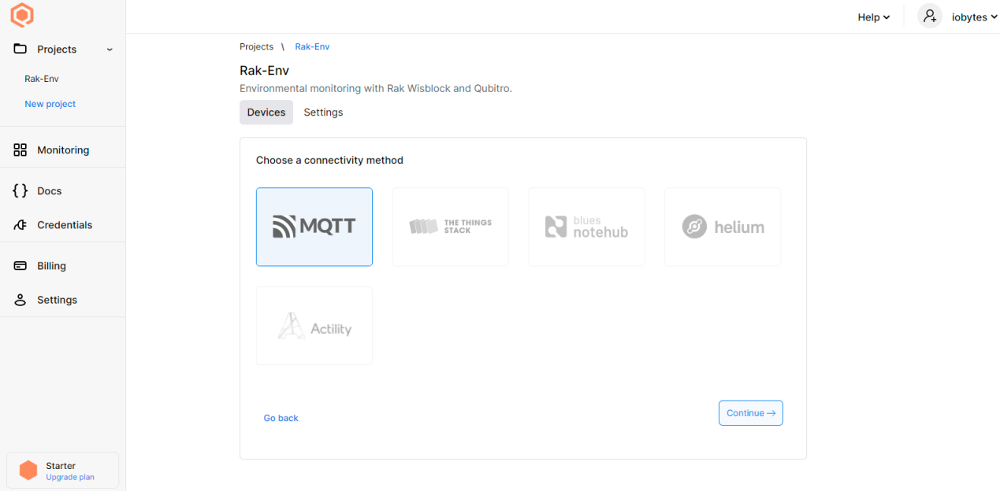 Help
iobytes
Projects
Rak-Env
New project
Monitoring
Docs
Credentials
Billing
Settings
Starter
Upgrade plan
Projects \ Rak-Env
Rak-Env
Environmental monitoring with Rak Wisblock and Qubitro.
Devices Settings
Choose a connectivity method
MQTT
THE THINGS
STACK
blues
notehub
helium
Actility
Go back
Continue →